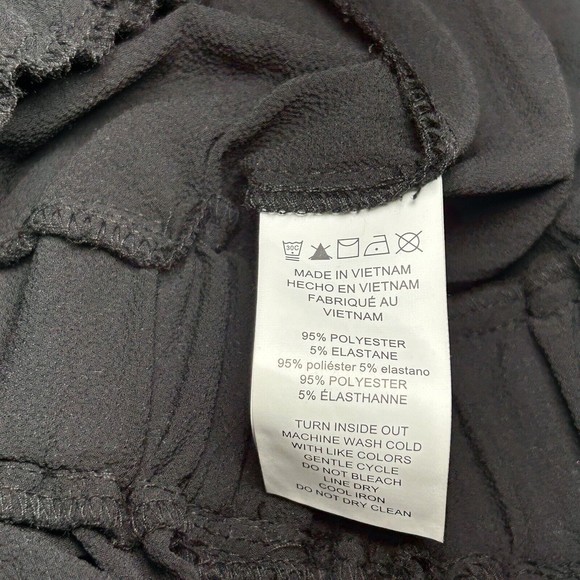 30C
MADE IN VIETNAM
HECHO EN VIETNAM
FABRIQUÉ AU
VIETNAM
95% POLYESTER
5% ELASTANE
95% poliéster 5% elastano
95% POLYESTER
5% ÉLASTHANNE
TURN INSIDE OUT
MACHINE WASH COLD
WITH LIKE COLORS
GENTLE CYCLE
DO NOT BLEACH
LINE DRY
COOL IRON
DO NOT DRY CLEAN